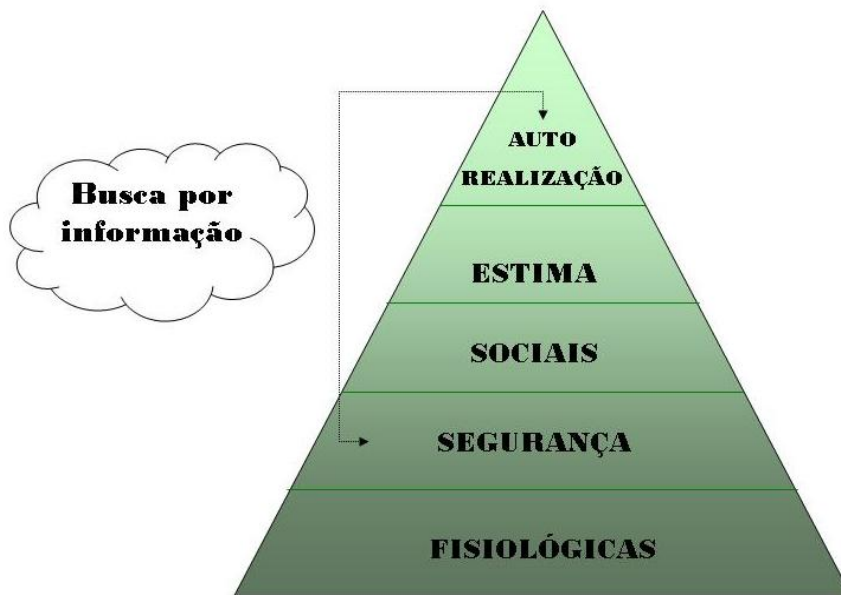 Busca por
informação
AUTO
REALIZAÇÃO
ESTIMA
SOCIAIS
SEGURANÇA
FISIOLÓGICAS